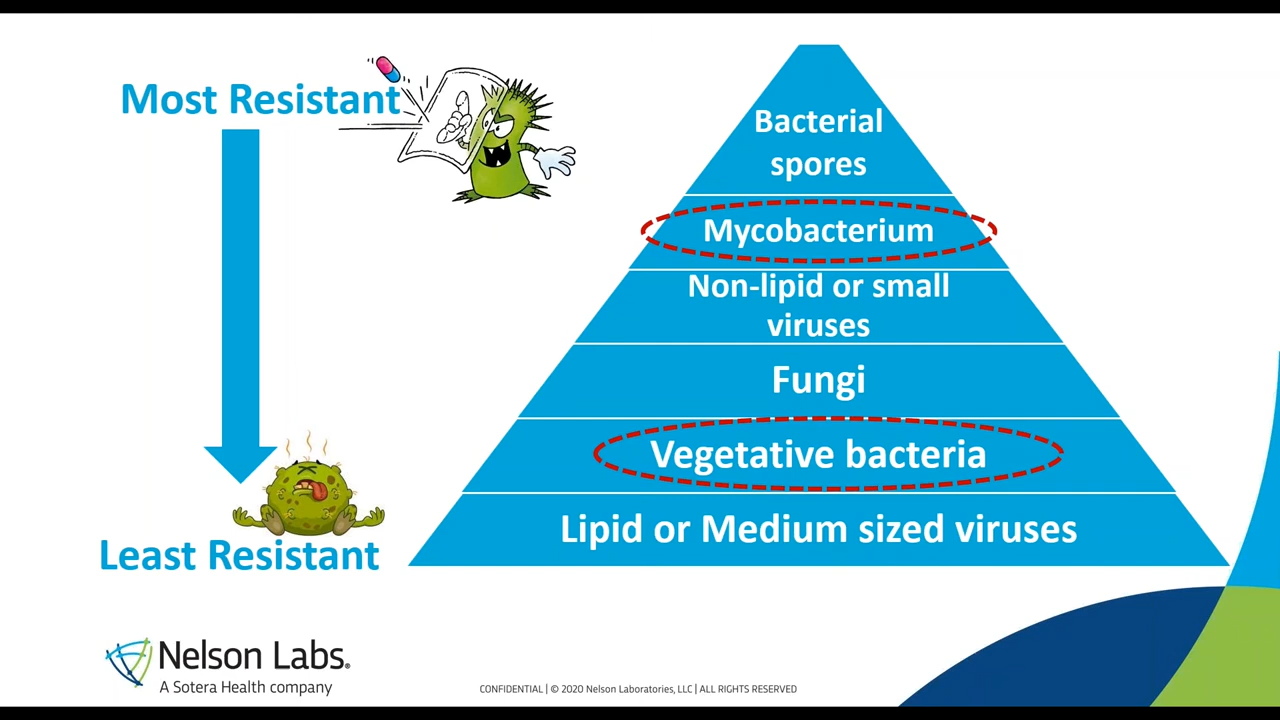 Most Resistant
Bacterial
spores
Mycobacterium
Non-lipid or small
viruses
Fungi
Vegetative bacteria
Lipid or Medium sized viruses
Least Resistant
Nelson Labs®
A Sotera Health company
CONFIDENTIAL | © 2020 Nelson Laboratories, LLC | ALL RIGHTS RESERVED